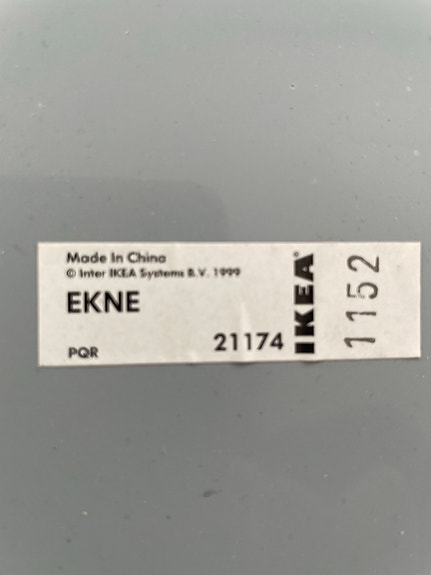 Made In China
© Inter IKEA Systems B.V. 1999
EKNE
PQR
21174
IKEA®
1152